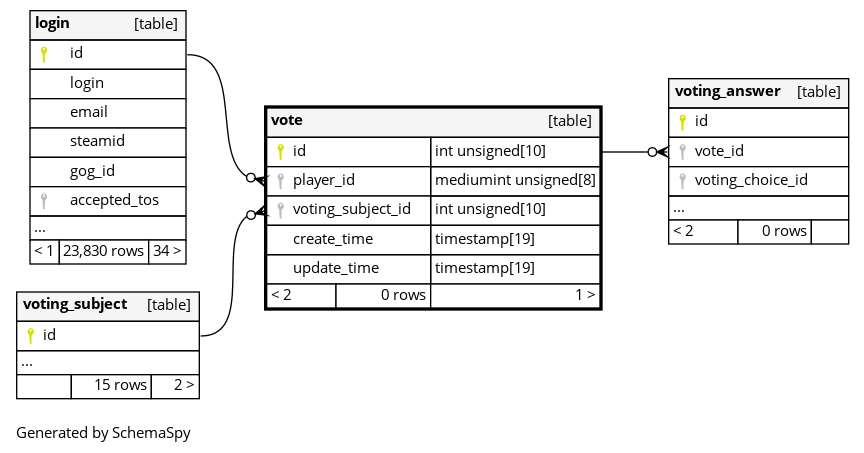 login [table]
id
login
email
steamid
gog_id
accepted_tos
...
< 1 23,830 rows 34 >
voting_subject [table]
id
...
15 rows 2 >
vote [table]
id int unsigned[10]
player_id mediumint unsigned[8]
voting_subject_id int unsigned[10]
create_time timestamp[19]
update_time timestamp[19]
< 2 0 rows 1 >
voting_answer [table]
id
vote_id
voting_choice_id
...
< 2 0 rows
Generated by SchemaSpy